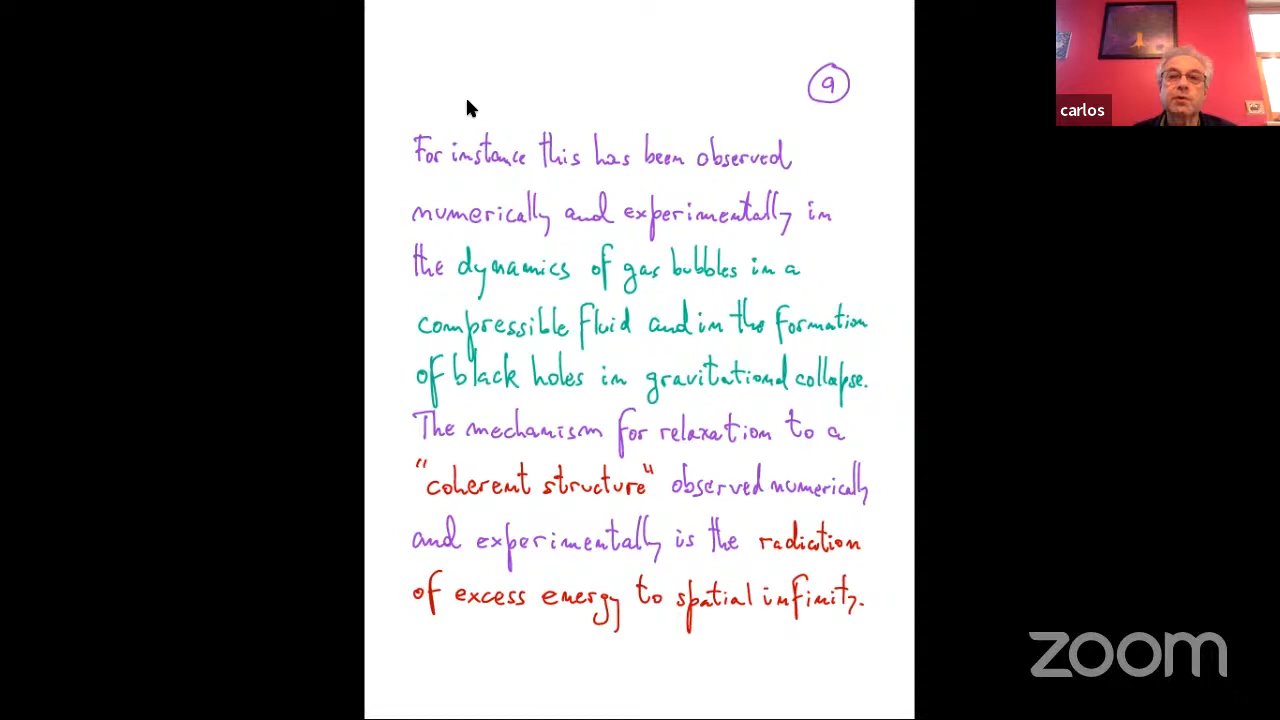 9
carlos
For instance this has been observed
numerically and experimentally in
the dynamics of gas bubbles in a
compressible fluid and in the formation
of black holes in gravitational collapse.
The mechanism for relaxation to a
"coherent structure" observed numerically
and experimentally is the radiation
of excess energy to spatial infinity.
zoom